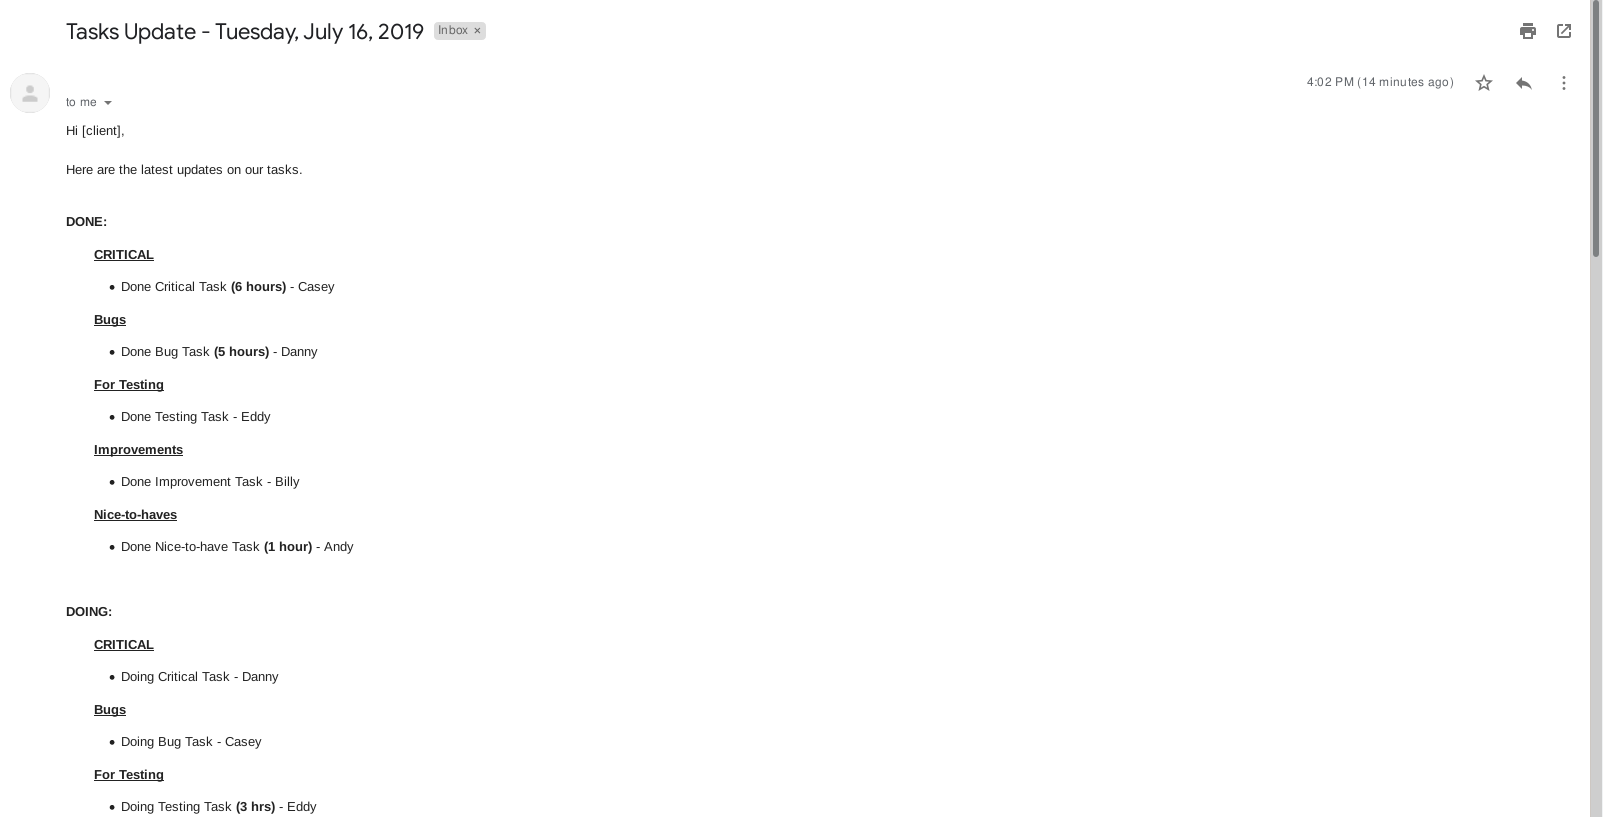 Tasks Update - Tuesday, July 16, 2019 Inbox ×
4:02 PM (14 minutes ago)
to me
Hi [client],
Here are the latest updates on our tasks.
DONE:
CRITICAL
• Done Critical Task (6 hours) - Casey
Bugs
• Done Bug Task (5 hours) - Danny
For Testing
• Done Testing Task - Eddy
Improvements
• Done Improvement Task - Billy
Nice-to-haves
• Done Nice-to-have Task (1 hour) - Andy
DOING:
CRITICAL
• Doing Critical Task - Danny
Bugs
• Doing Bug Task - Casey
For Testing
• Doing Testing Task (3 hrs) - Eddy